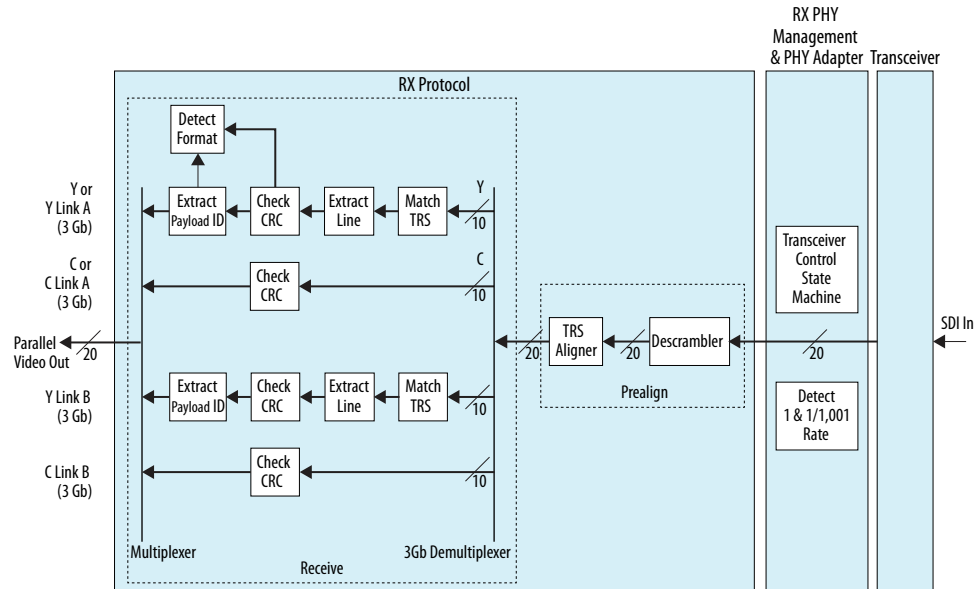 RX PHY
Management
& PHY Adapter
Transceiver
RX Protocol
Detect
Format
Y or
Y Link A
(3 Gb)
Extract
Payload ID
Check
CRC
Extract
Line
Match
TRS
Y
10
C or
C Link A
(3 Gb)
Check
CRC
C
10
Transceiver
Control
State
Machine
Parallel
Video Out
20
20
TRS
Aligner
20
Descrambler
20
SDI In
Prealign
Y Link B
(3 Gb)
Extract
Payload ID
Check
CRC
Extract
Line
Match
TRS
10
Detect
1 & 1/1,001
Rate
C Link B
(3 Gb)
Check
CRC
10
Multiplexer
3Gb Demultiplexer
Receive